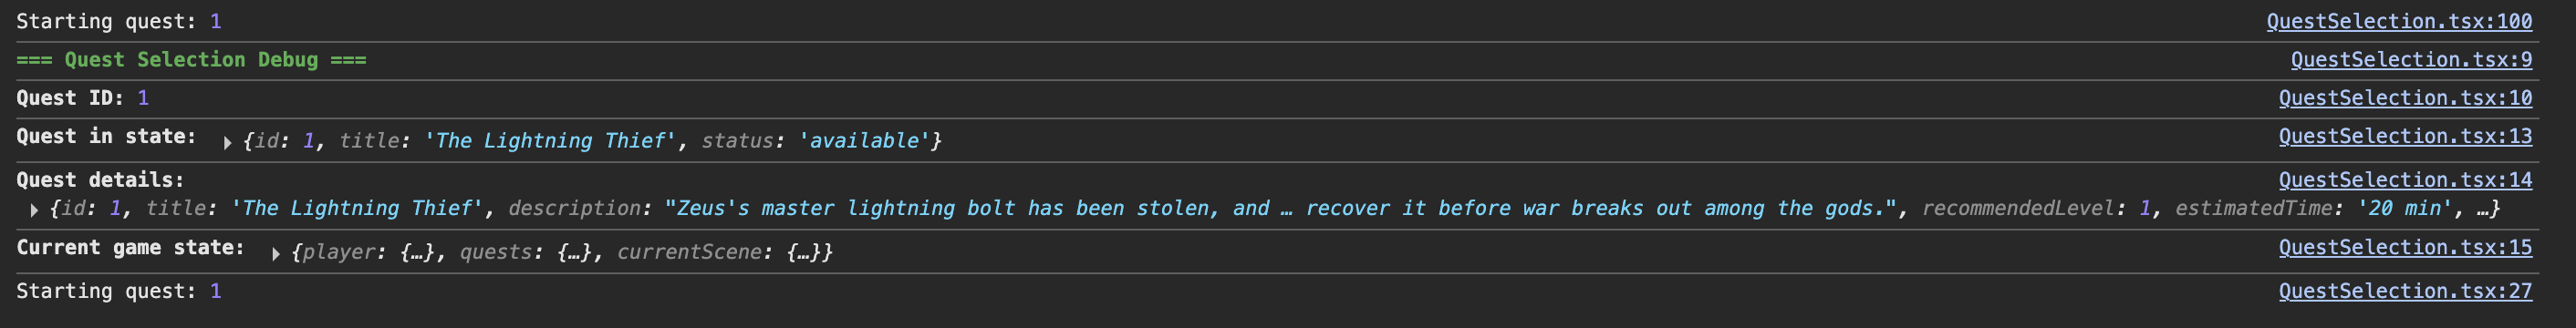 Starting quest: 1 QuestSelection.tsx:100
=== Quest Selection Debug === QuestSelection.tsx:9
Quest ID: 1 QuestSelection.tsx:10
Quest in state: {id: 1, title: 'The Lightning Thief', status: 'available'} QuestSelection.tsx:13
Quest details: QuestSelection.tsx:14
{id: 1, title: 'The Lightning Thief', description: "Zeus's master lightning bolt has been stolen, and … recover it before war breaks out among the gods.", recommendedLevel: 1, estimatedTime: '20 min', …}
Current game state: {player: {…}, quests: {…}, currentScene: {…}} QuestSelection.tsx:15
Starting quest: 1 QuestSelection.tsx:27